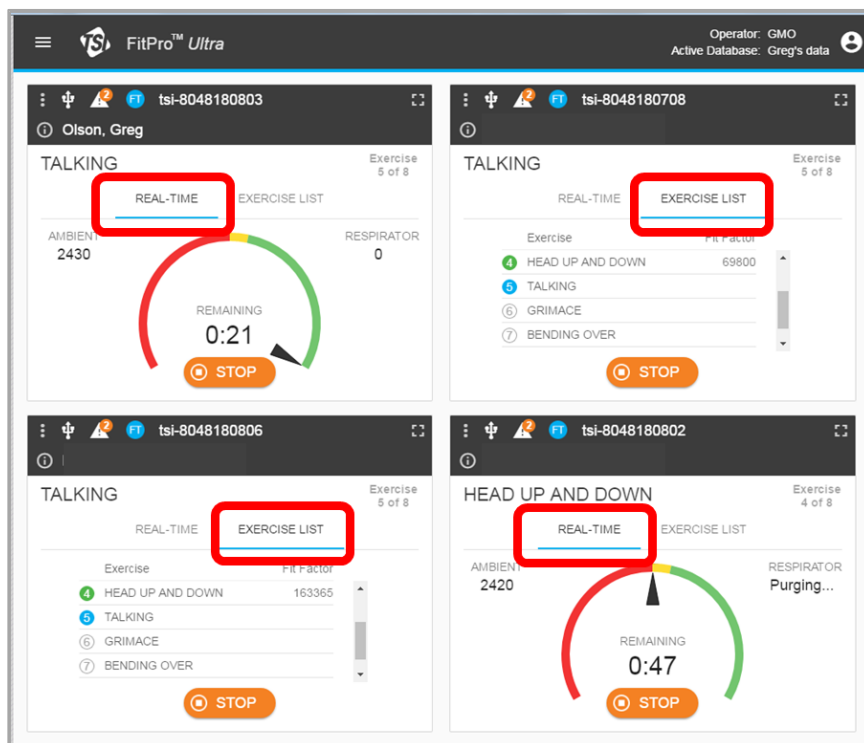 TSI FitPro™ Ultra
Operator: GMO
Active Database: Greg's data
2 FT tsi-8048180803
Olson, Greg
TALKING
Exercise
5 of 8
REAL-TIME EXERCISE LIST
AMBIENT
2430
RESPIRATOR
0
REMAINING
0:21
STOP
2 FT tsi-8048180708
TALKING
Exercise
5 of 8
REAL-TIME EXERCISE LIST
Exercise Fit Factor
4 HEAD UP AND DOWN 69800
5 TALKING
6 GRIMACE
7 BENDING OVER
STOP
2 FT tsi-8048180806
TALKING
Exercise
5 of 8
REAL-TIME EXERCISE LIST
Exercise Fit Factor
4 HEAD UP AND DOWN 163365
5 TALKING
6 GRIMACE
7 BENDING OVER
STOP
2 FT tsi-8048180802
HEAD UP AND DOWN
Exercise
4 of 8
REAL-TIME EXERCISE LIST
AMBIENT
2420
RESPIRATOR
Purging...
REMAINING
0:47
STOP